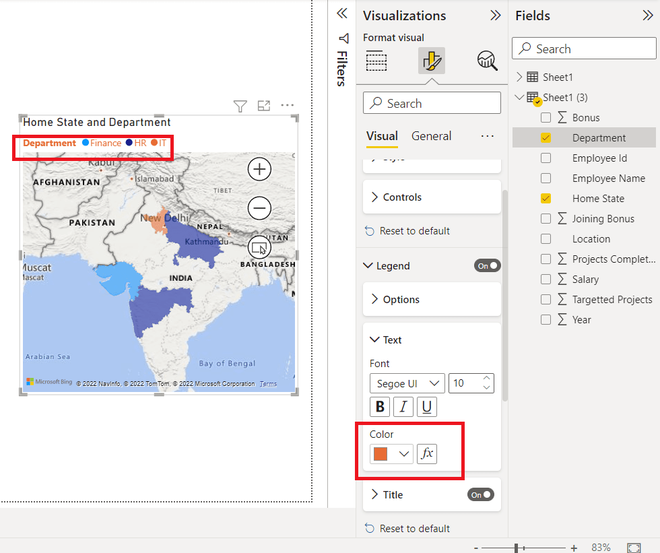 Home State and Department
Department Finance HR IT
Kabul
Islamabad
AFGHANISTAN
TIBET
PAKISTAN
New Delhi
NEPAL
Kathmandu
BHUTAN
BANGLADESH
Muscat
INDIA
Arabian Sea
Bay of Bengal
Microsoft Bing © 2022 NavInfo, © 2022 TomTom, © 2022 Microsoft Corporation Terms
Filters
Visualizations
Format visual
Search
Visual General
Style
Controls
Reset to default
Legend On
Options
Text
Font
Segoe UI 10
B I U
Color
fx
Title On
Reset to default
Fields
Search
Sheet1
Sheet1 (3)
Bonus
Department
Employee Id
Employee Name
Home State
Joining Bonus
Location
Projects Complet...
Salary
Targetted Projects
Year
- + 83%